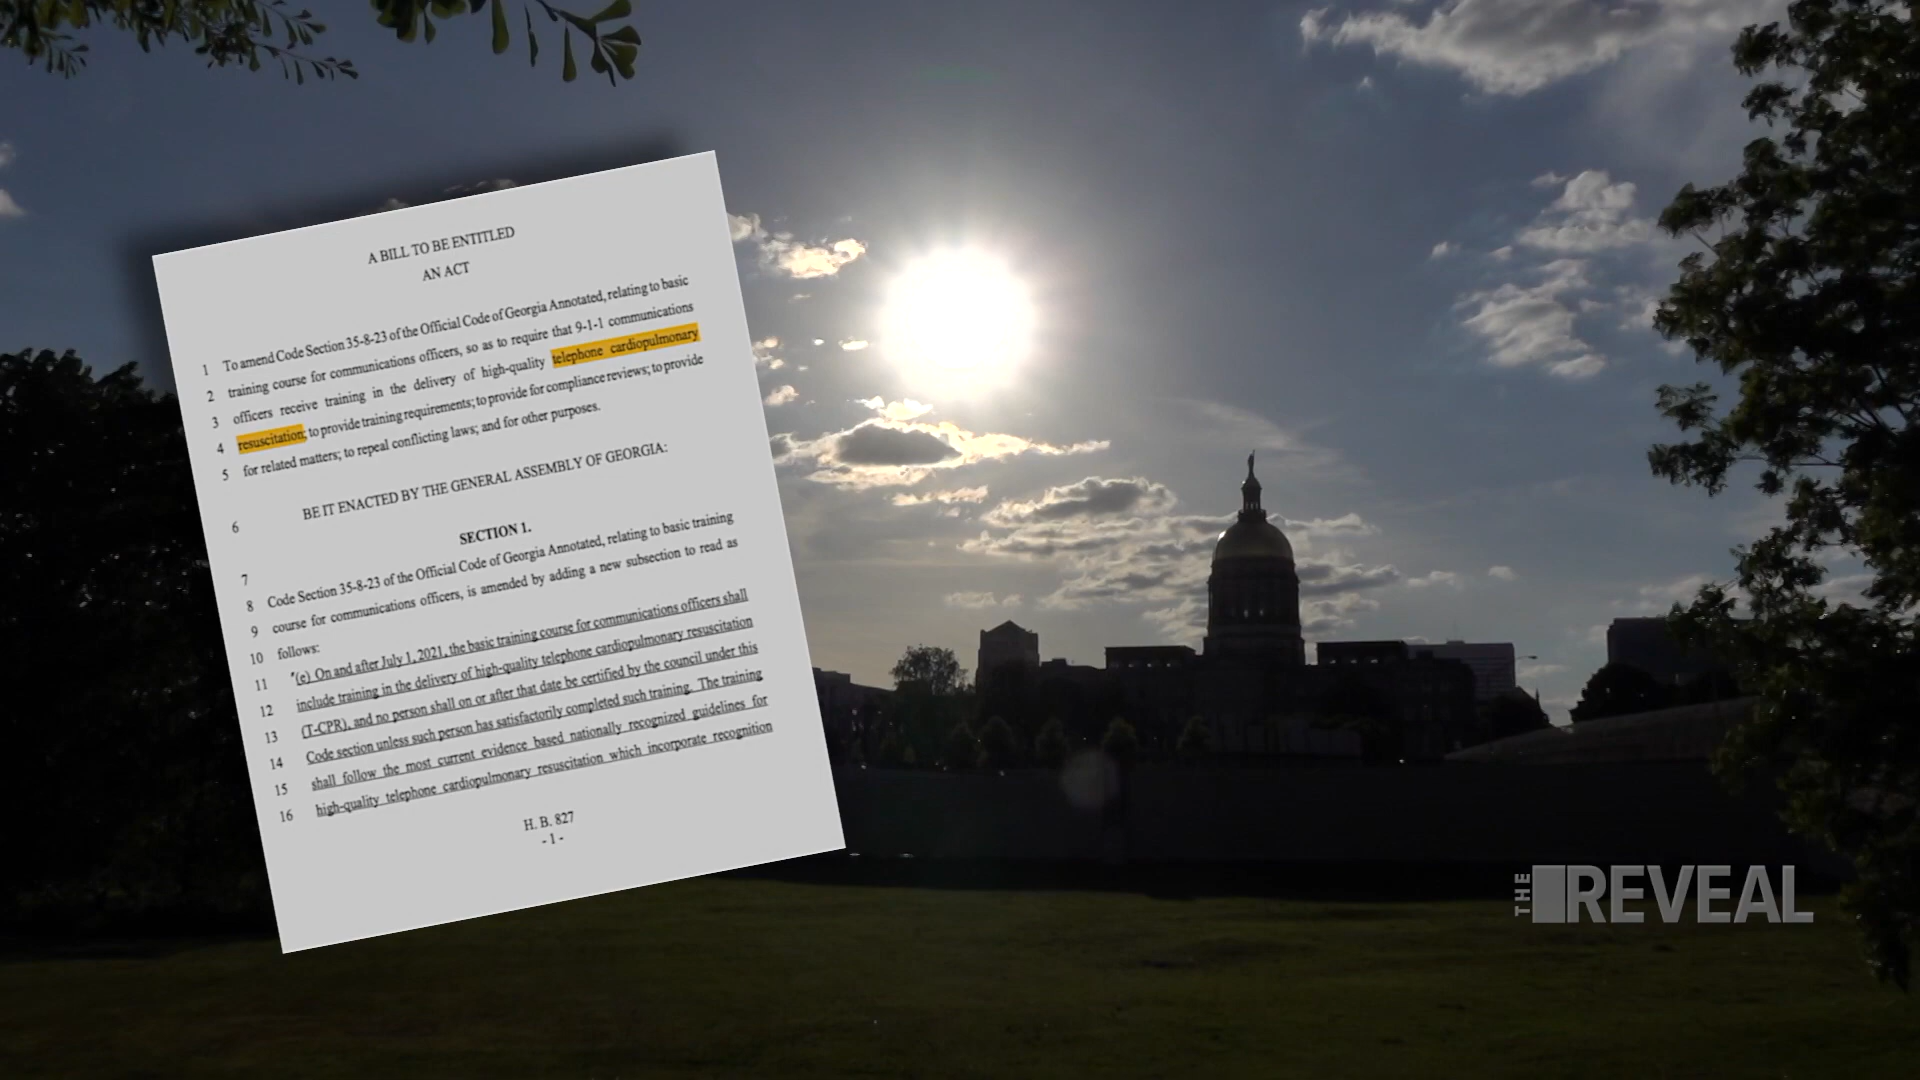 A BILL TO BE ENTITLED
AN ACT
1 To amend Code Section 35-8-23 of the Official Code of Georgia Annotated, relating to basic
2 training course for communications officers, so as to require that 9-1-1 communications
3 officers receive training in the delivery of high-quality telephone cardiopulmonary
4 resuscitation; to provide training requirements; to provide for compliance reviews; to provide
5 for related matters; to repeal conflicting laws; and for other purposes.
6 BE IT ENACTED BY THE GENERAL ASSEMBLY OF GEORGIA:
7 SECTION 1.
8 Code Section 35-8-23 of the Official Code of Georgia Annotated, relating to basic training
9 course for communications officers, is amended by adding a new subsection to read as
10 follows:
11 "(e) On and after July 1, 2021, the basic training course for communications officers shall
12 include training in the delivery of high-quality telephone cardiopulmonary resuscitation
13 (T-CPR), and no person shall on or after that date be certified by the council under this
14 Code section unless such person has satisfactorily completed such training. The training
15 shall follow the most current evidence based nationally recognized guidelines for
16 high-quality telephone cardiopulmonary resuscitation which incorporate recognition
H. B. 827
- 1 -
THE REVEAL